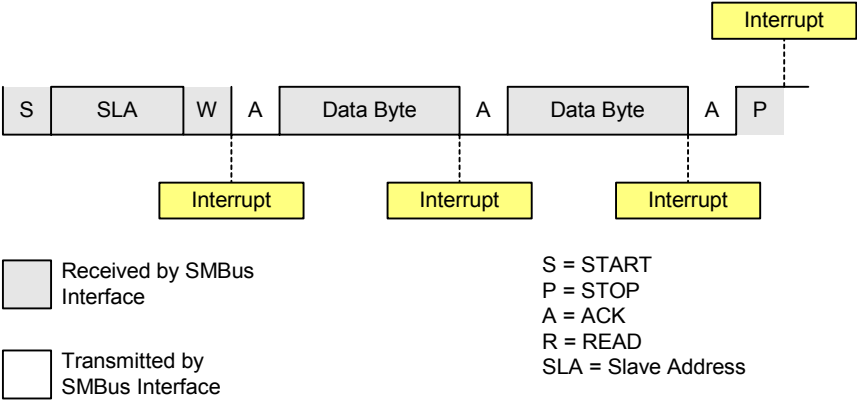 Interrupt
S SLA W A Data Byte A Data Byte A P
Interrupt Interrupt Interrupt
Received by SMBus
Interface
Transmitted by
SMBus Interface
S = START
P = STOP
A = ACK
R = READ
SLA = Slave Address